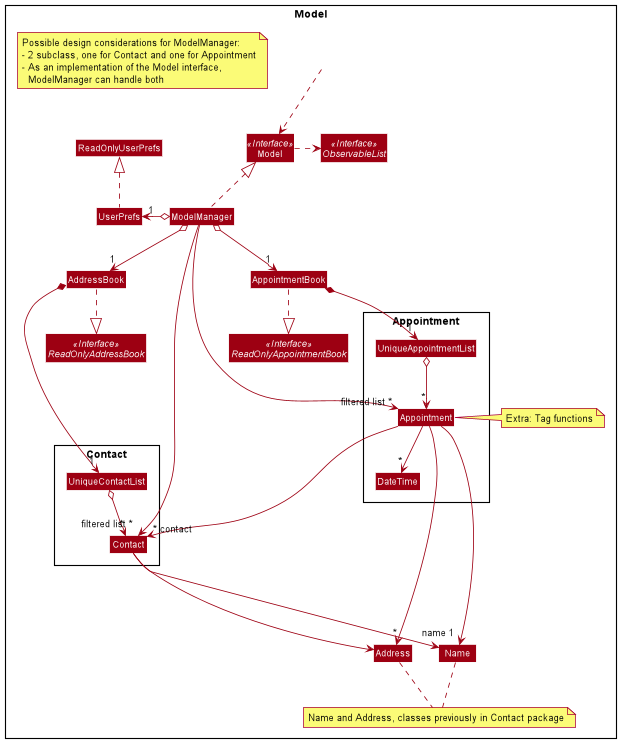 Model
Possible design considerations for ModelManager:
- 2 subclass, one for Contact and one for Appointment
- As an implementation of the Model interface,
ModelManager can handle both
ReadOnlyUserPrefs
«Interface»
Model
«Interface»
ObservableList
UserPrefs
1
ModelManager
1
1
AddressBook
AppointmentBook
«Interface»
ReadOnlyAddressBook
«Interface»
ReadOnlyAppointmentBook
Appointment
1
UniqueAppointmentList
filtered list *
*
Appointment
Extra: Tag functions
Contact
1
UniqueContactList
*
DateTime
filtered list *
* contact
Contact
*
name 1
Address
Name
Name and Address, classes previously in Contact package